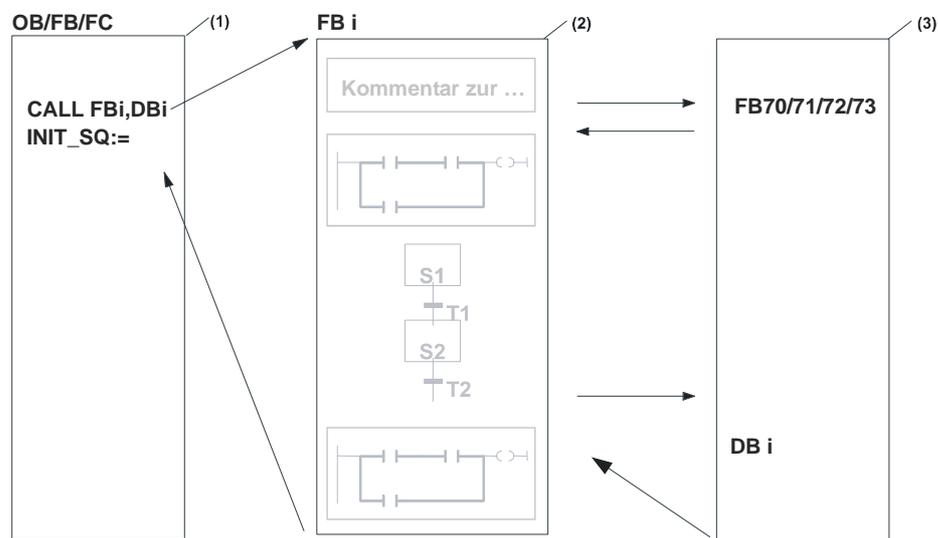 OB/FB/FC
(1)
FB i
(2)
(3)
CALL FBi,DBi
INIT_SQ:=
Kommentar zur ...
FB70/71/72/73
S1
T1
S2
T2
DB i